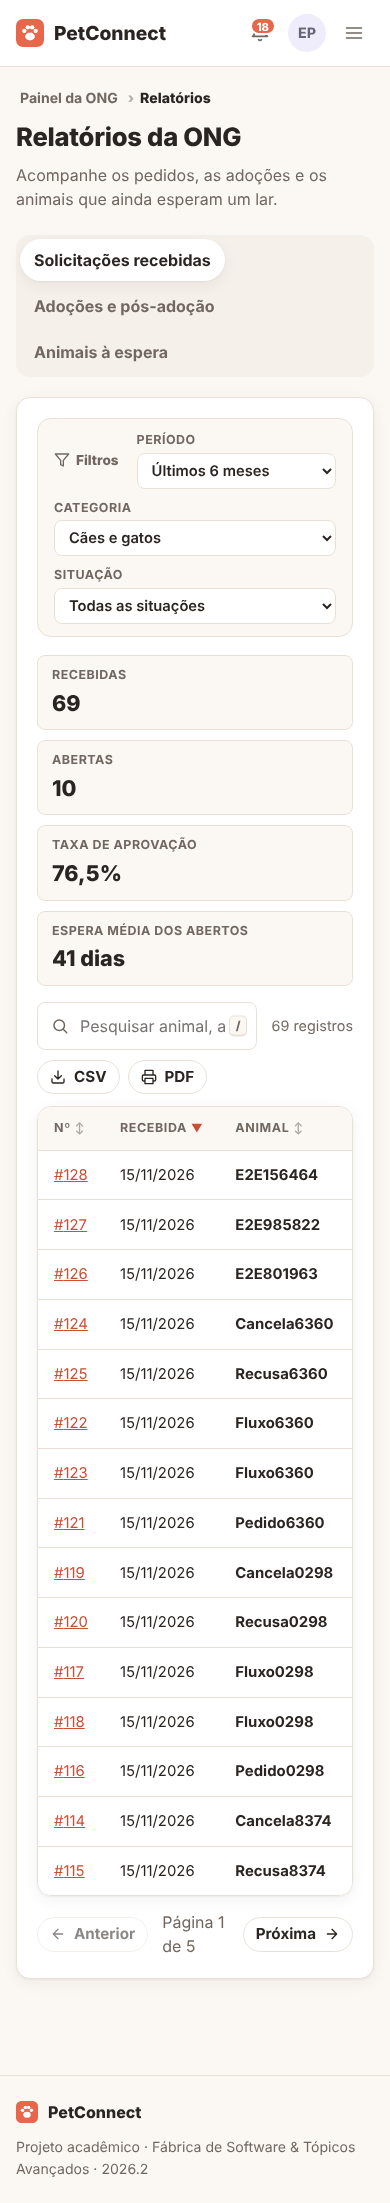 PetConnect
18
EP
Painel da ONG › Relatórios
Relatórios da ONG
Acompanhe os pedidos, as adoções e os
animais que ainda esperam um lar.
Solicitações recebidas
Adoções e pós-adoção
Animais à espera
Filtros
PERÍODO
Últimos 6 meses
CATEGORIA
Cães e gatos
SITUAÇÃO
Todas as situações
RECEBIDAS
69
ABERTAS
10
TAXA DE APROVAÇÃO
76,5%
ESPERA MÉDIA DOS ABERTOS
41 dias
Pesquisar animal, a /
69 registros
CSV
PDF
Nº ↕ RECEBIDA ▼ ANIMAL ↕
#128 15/11/2026 E2E156464
#127 15/11/2026 E2E985822
#126 15/11/2026 E2E801963
#124 15/11/2026 Cancela6360
#125 15/11/2026 Recusa6360
#122 15/11/2026 Fluxo6360
#123 15/11/2026 Fluxo6360
#121 15/11/2026 Pedido6360
#119 15/11/2026 Cancela0298
#120 15/11/2026 Recusa0298
#117 15/11/2026 Fluxo0298
#118 15/11/2026 Fluxo0298
#116 15/11/2026 Pedido0298
#114 15/11/2026 Cancela8374
#115 15/11/2026 Recusa8374
← Anterior
Página 1
de 5
Próxima →
PetConnect
Projeto acadêmico · Fábrica de Software & Tópicos
Avançados · 2026.2